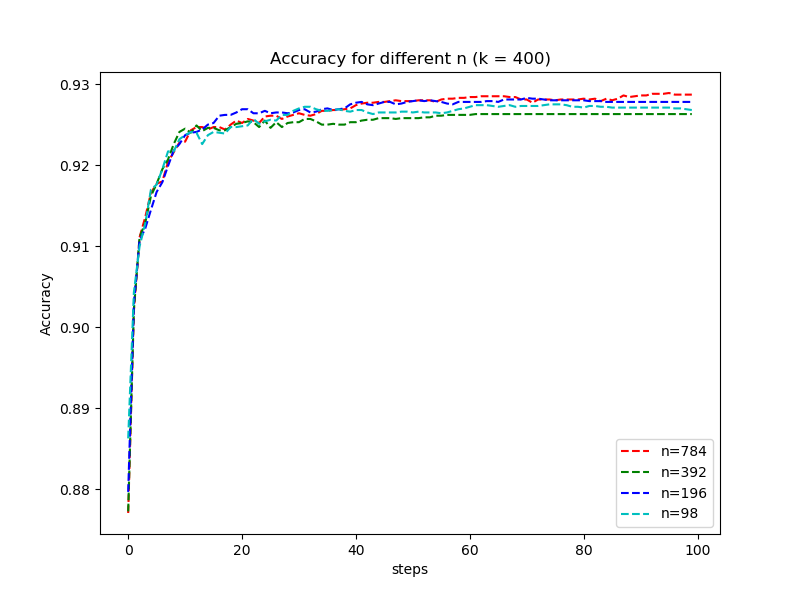 Accuracy for different n (k = 400)
0.93
0.92
0.91
0.90
0.89
0.88
Accuracy
0 20 40 60 80 100
steps
n=784
n=392
n=196
n=98